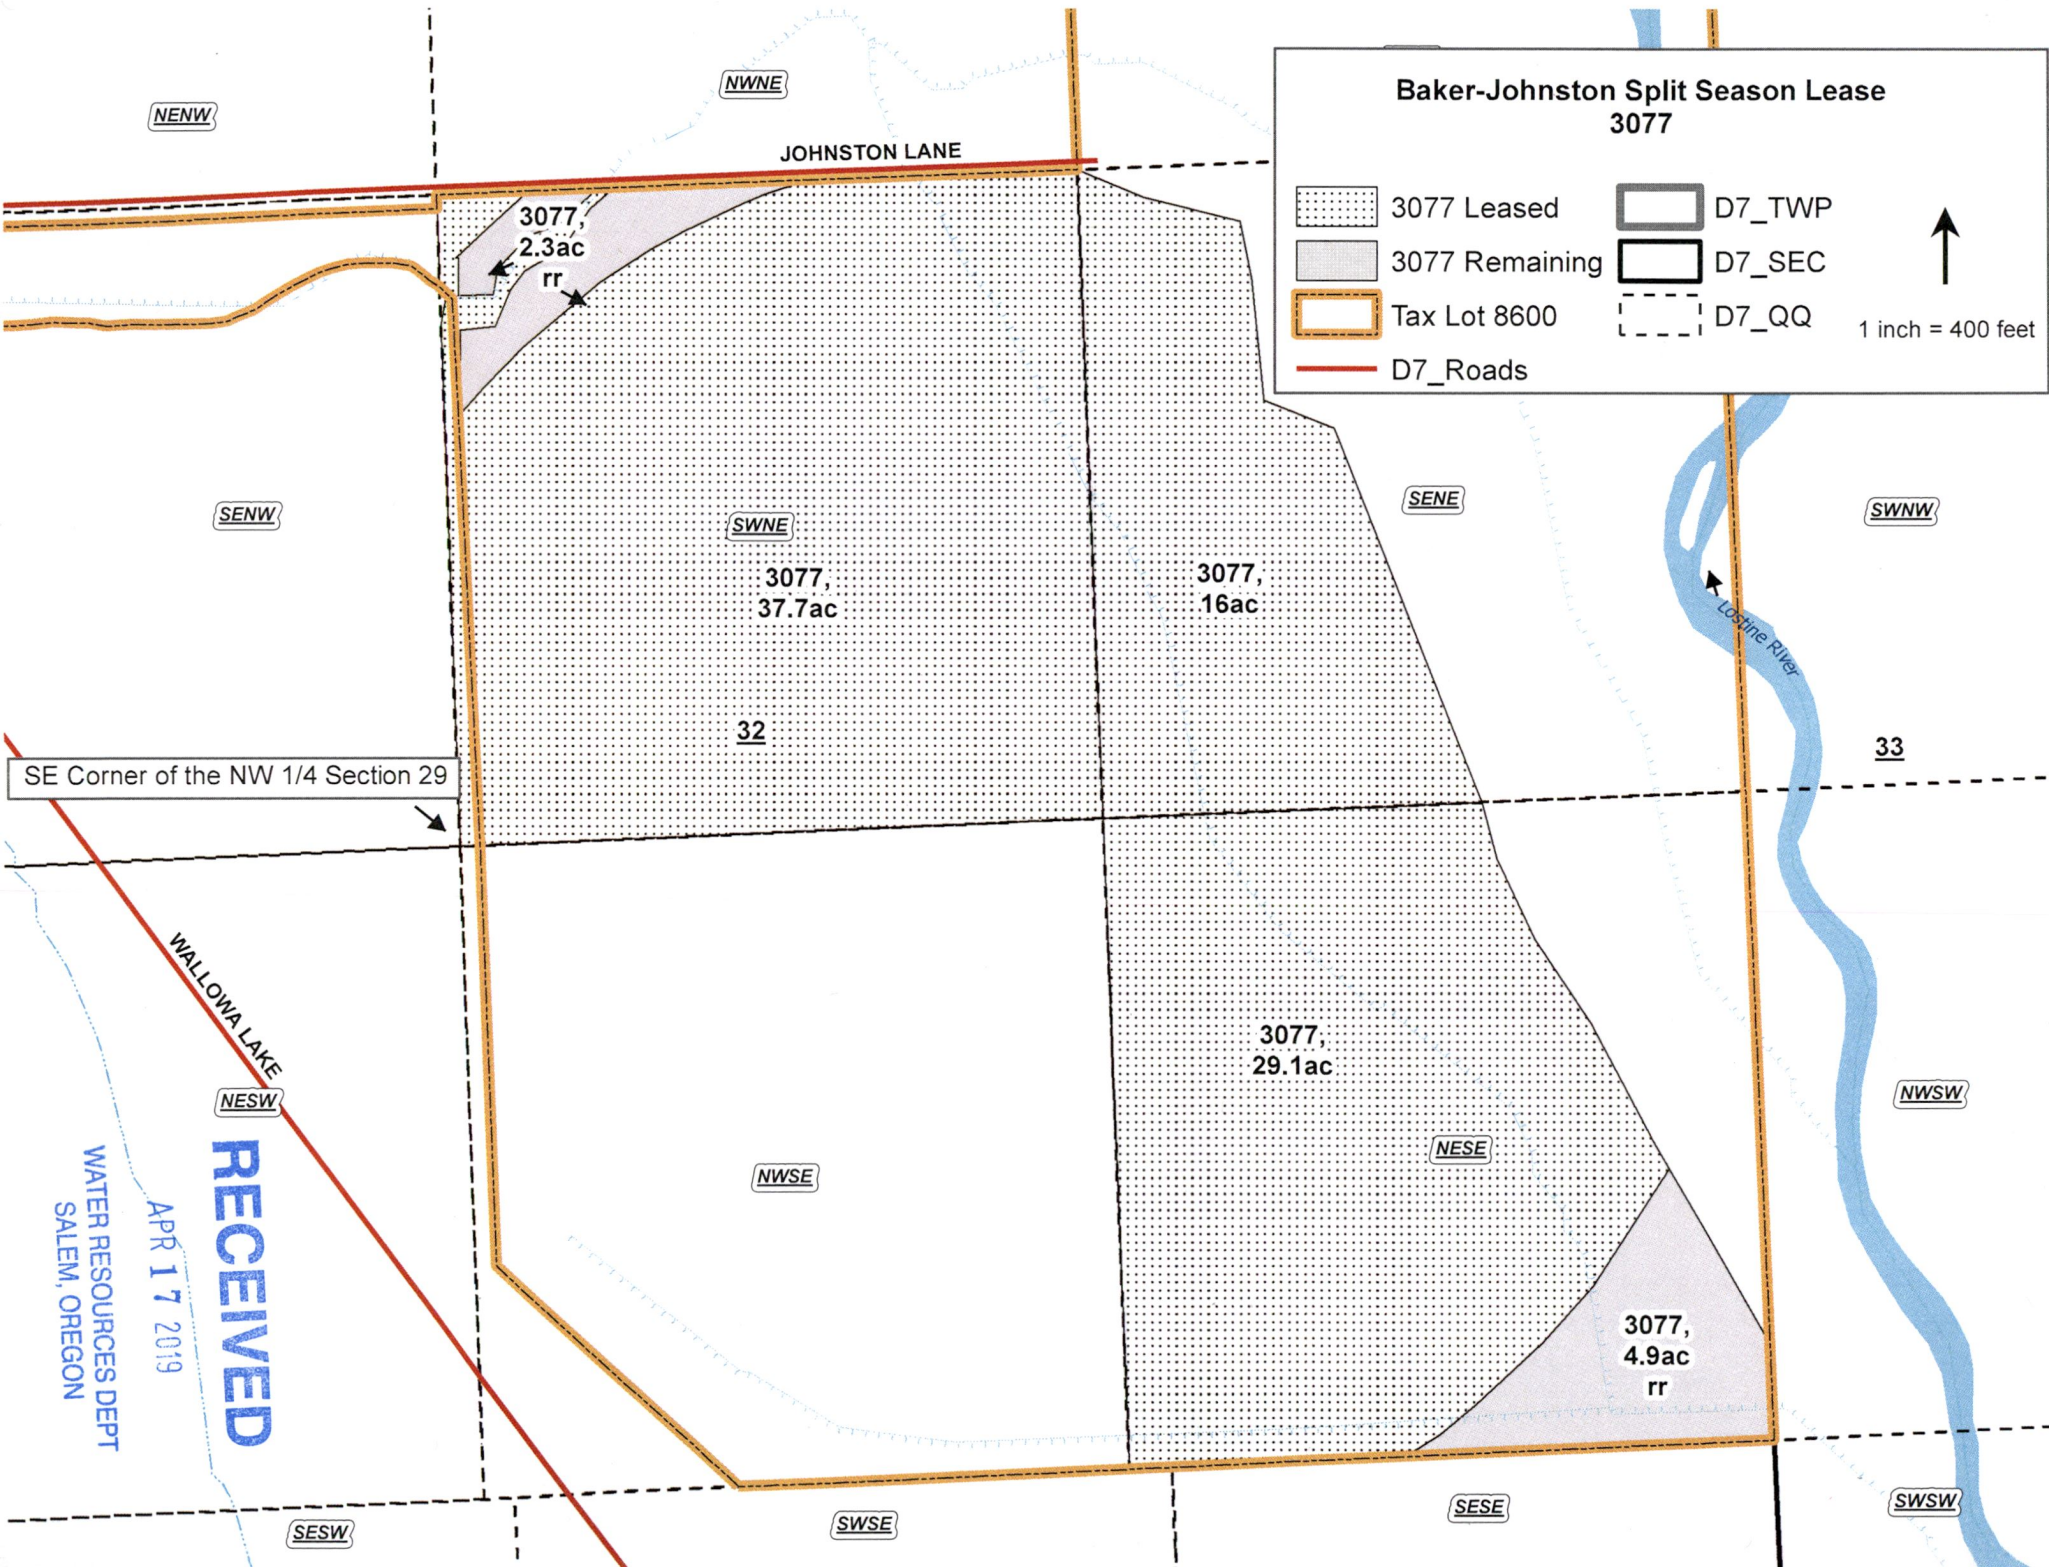 NENW
NWNE
JOHNSTON LANE
Baker-Johnston Split Season Lease
3077
3077 Leased
3077 Remaining
Tax Lot 8600
D7_Roads
D7_TWP
D7_SEC
D7_QQ
1 inch = 400 feet
3077,
2.3ac
rr
SENW
SWNE
3077,
37.7ac
32
3077,
16ac
SENE
SWNW
Lostine River
33
SE Corner of the NW 1/4 Section 29
WALLOWA LAKE
NESW
NWSE
3077,
29.1ac
NESE
NWSW
3077,
4.9ac
rr
RECEIVED
APR 17 2019
WATER RESOURCES DEPT
SALEM, OREGON
SESW
SWSE
SESE
SWSW